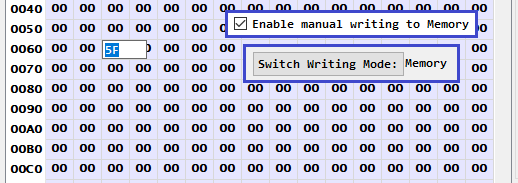 0040 00 00 00 00 00 00 00 00 00 00 00 00 00 00 00 00
Enable manual writing to Memory
0050 00 00 00 00 00 00 00
0060 00 00 5F 00 00 00 00 00
Switch Writing Mode: Memory
0070 00 00 00 00 00 00 00 00
0080 00 00 00 00 00 00 00 00 00 00 00 00 00 00 00 00
0090 00 00 00 00 00 00 00 00 00 00 00 00 00 00 00 00
00A0 00 00 00 00 00 00 00 00 00 00 00 00 00 00 00 00
00B0 00 00 00 00 00 00 00 00 00 00 00 00 00 00 00 00
00C0 00 00 00 00 00 00 00 00 00 00 00 00 00 00 00 00